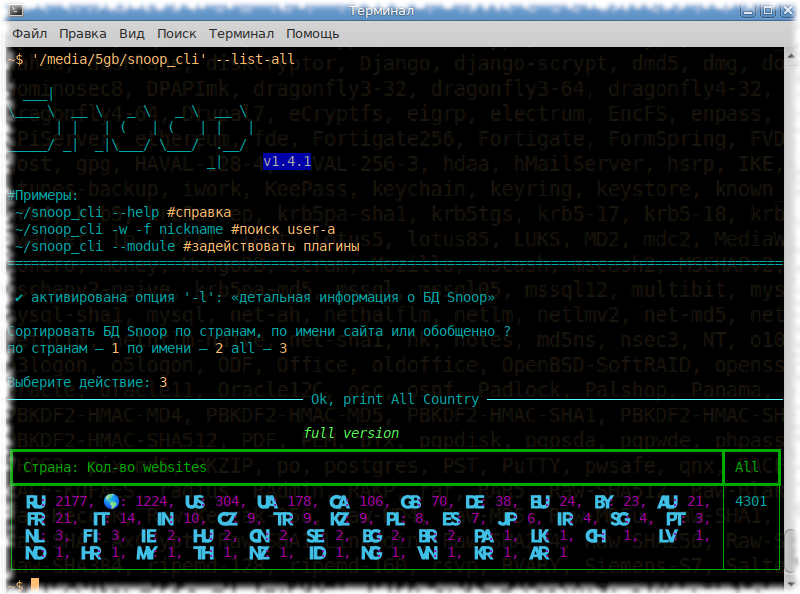 Терминал
Файл Правка Вид Поиск Терминал Помощь
~$ '/media/5gb/snoop_cli' --list-all
v1.4.1
#Примеры:
~/snoop_cli --help #справка
~/snoop_cli -w -f nickname #поиск user-а
~/snoop_cli --module #задействовать плагины
✔ активирована опция '-l': «детальная информация о БД Snoop»
Сортировать БД Snoop по странам, по имени сайта или обобщенно ?
по странам — 1 по имени — 2 all — 3
Выберите действие: 3
Ok, print All Country
full version
Страна: Кол-во websites All
RU 2177, 🌎: 1224, US 304, UA 178, CA 106, GB 70, DE 38, EU 24, BY 23, AU 21, 4301
FR 21, IT 14, IN 10, CZ 9, TR 9, KZ 9, PL 8, ES 7, JP 6, IR 4, SG 4, PT 3,
NL 3, FI 3, IE 2, HU 2, CN 2, SE 2, BG 2, BR 2, PA 1, LK 1, CH 1, LV 1,
NO 1, HR 1, MY 1, TH 1, NZ 1, ID 1, NG 1, VN 1, KR 1, AR 1
~$